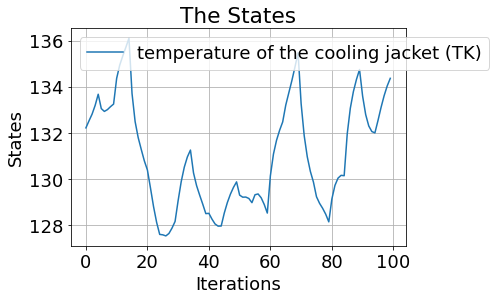 The States
temperature of the cooling jacket (TK)
136
134
132
130
128
States
0 20 40 60 80 100
Iterations